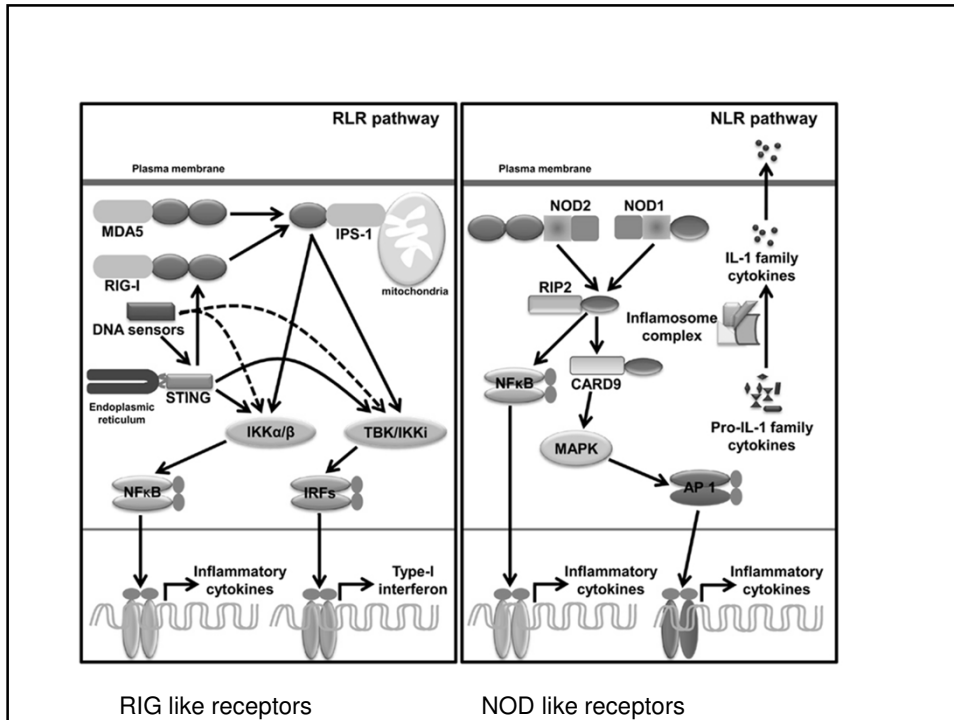 RLR pathway
Plasma membrane
MDA5
IPS-1
RIG-I
mitochondria
DNA sensors
STING
Endoplasmic
reticulum
IKKα/β
TBK/IKKi
NFκB
IRFs
Inflammatory
cytokines
Type-I
interferon
NLR pathway
Plasma membrane
NOD2
NOD1
IL-1 family
cytokines
RIP2
Inflamosome
complex
NFκB
CARD9
Pro-IL-1 family
cytokines
MAPK
AP 1
Inflammatory
cytokines
Inflammatory
cytokines
RIG like receptors
NOD like receptors